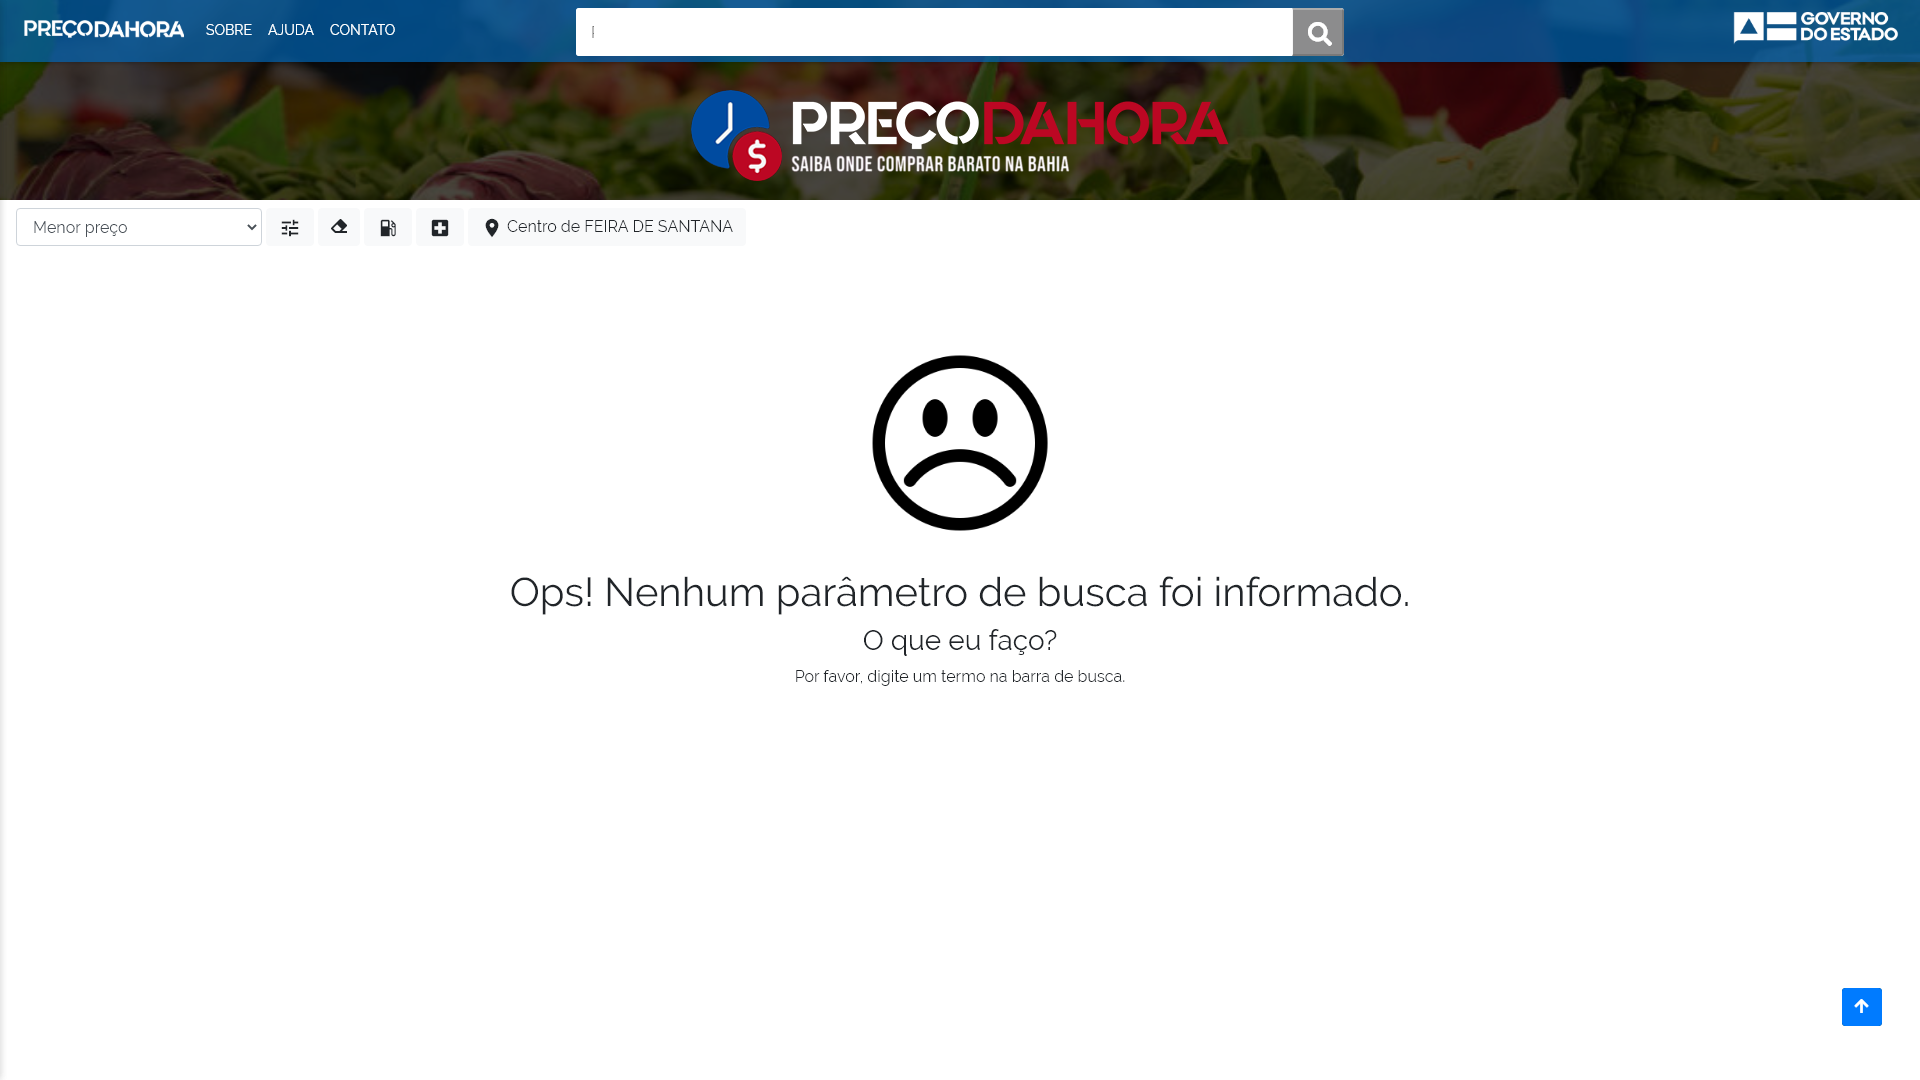 PREÇODAHORA
SOBRE
AJUDA
CONTATO
GOVERNO
DO ESTADO
PREÇODAHORA
$
SAIBA ONDE COMPRAR BARATO NA BAHIA
Menor preço
Centro de FEIRA DE SANTANA
Ops! Nenhum parâmetro de busca foi informado.
O que eu faço?
Por favor, digite um termo na barra de busca.